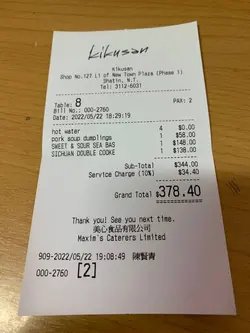 kikusan
Kikusan
Shop No.127 L1 of New Town Plaza (Phase 1)
Shatin, N.T.
Tel: 3112-6031
Table: 8 PAX: 2
Bill No.: 000-2760
Date: 2022/05/22 18:29:19
hot water 4 $0.00
pork soup dumplings 1 $58.00
SWEET & SOUR SEA BAS 1 $148.00
SICHUAN DOUBLE COOKE 1 $138.00
Sub-Total $344.00
Service Charge (10%) $34.40
Grand Total $378.40
Thank you! See you next time.
美心食品有限公司
Maxim's Caterers Limited
909-2022/05/22 19:08:49 陳賢青
000-2760 [2]